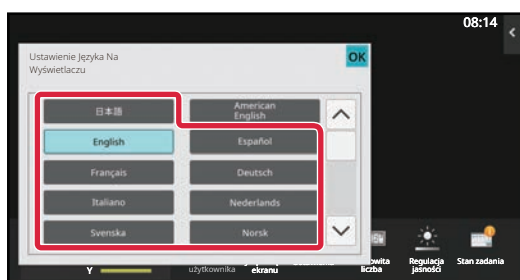 08:14
Ustawienie Języka Na
Wyświetlaczu
OK
日本語
American
English
English
Español
Français
Deutsch
Italiano
Nederlands
Svenska
Norsk
Y
użytkownika
ekranu
liczba
Regulacja
jasności
Stan zadania